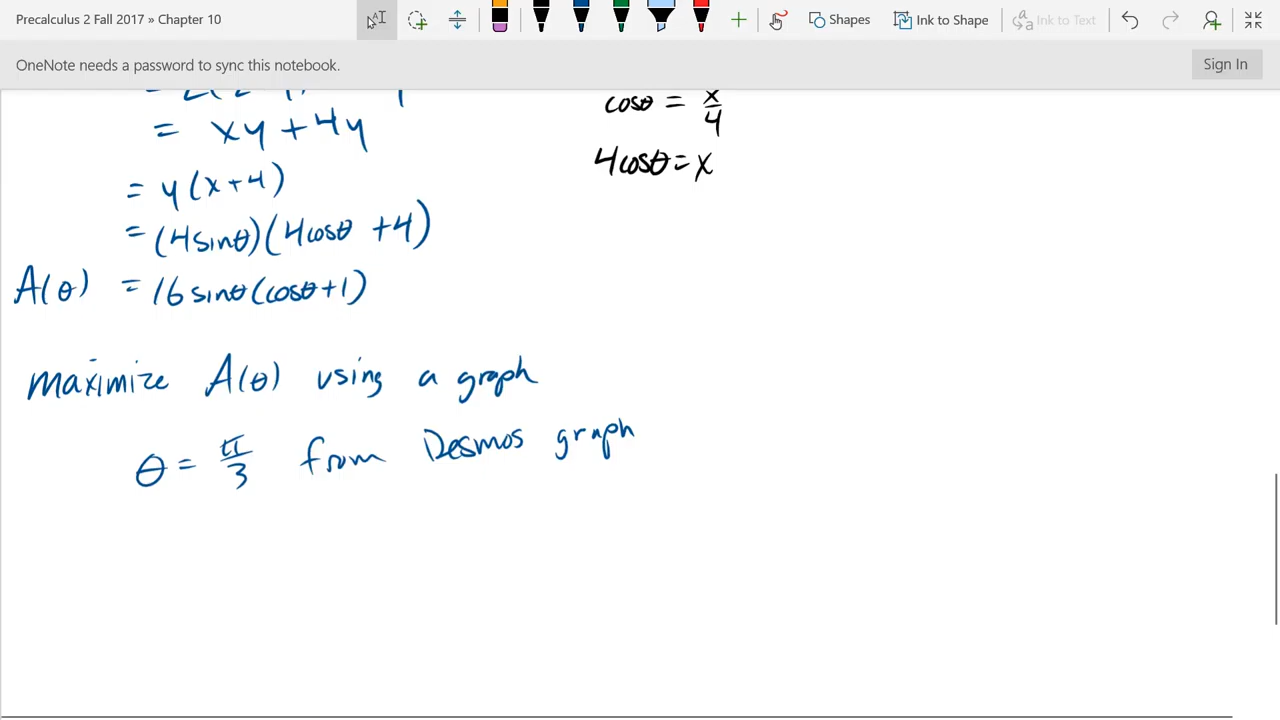 Precalculus 2 Fall 2017 » Chapter 10
Shapes
Ink to Shape
Ink to Text
OneNote needs a password to sync this notebook.
Sign In
= xy + 4y
= y(x+4)
= (4sinθ)(4cosθ +4)
A(θ) = 16 sinθ(cosθ+1)
cosθ = x/4
4cosθ = x
maximize A(θ) using a graph
θ = π/3 from Desmos graph